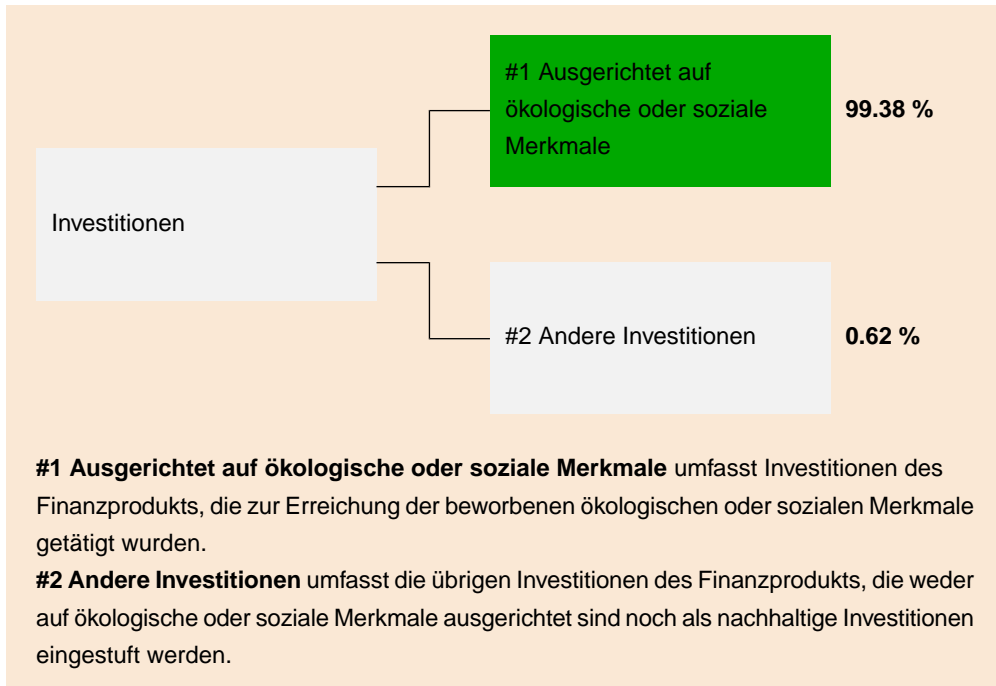 #1 Ausgerichtet auf
ökologische oder soziale
Merkmale
99.38 %
Investitionen
#2 Andere Investitionen
0.62 %
#1 Ausgerichtet auf ökologische oder soziale Merkmale umfasst Investitionen des
Finanzprodukts, die zur Erreichung der beworbenen ökologischen oder sozialen Merkmale
getätigt wurden.
#2 Andere Investitionen umfasst die übrigen Investitionen des Finanzprodukts, die weder
auf ökologische oder soziale Merkmale ausgerichtet sind noch als nachhaltige Investitionen
eingestuft werden.